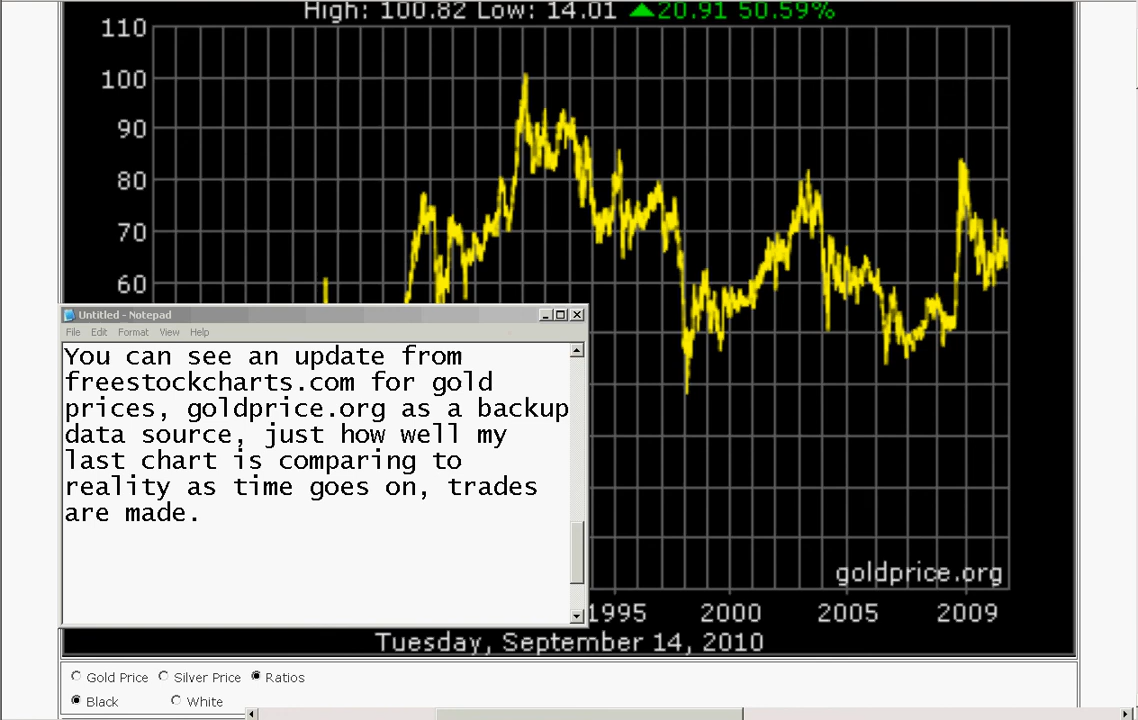 High: 100.82 Low: 14.01 ▲20.91 50.59%
110
100
90
80
70
60
Untitled - Notepad
File Edit Format View Help
You can see an update from
freestockcharts.com for gold
prices, goldprice.org as a backup
data source, just how well my
last chart is comparing to
reality as time goes on, trades
are made.
goldprice.org
1995 2000 2005 2009
Tuesday, September 14, 2010
Gold Price Silver Price Ratios
Black White